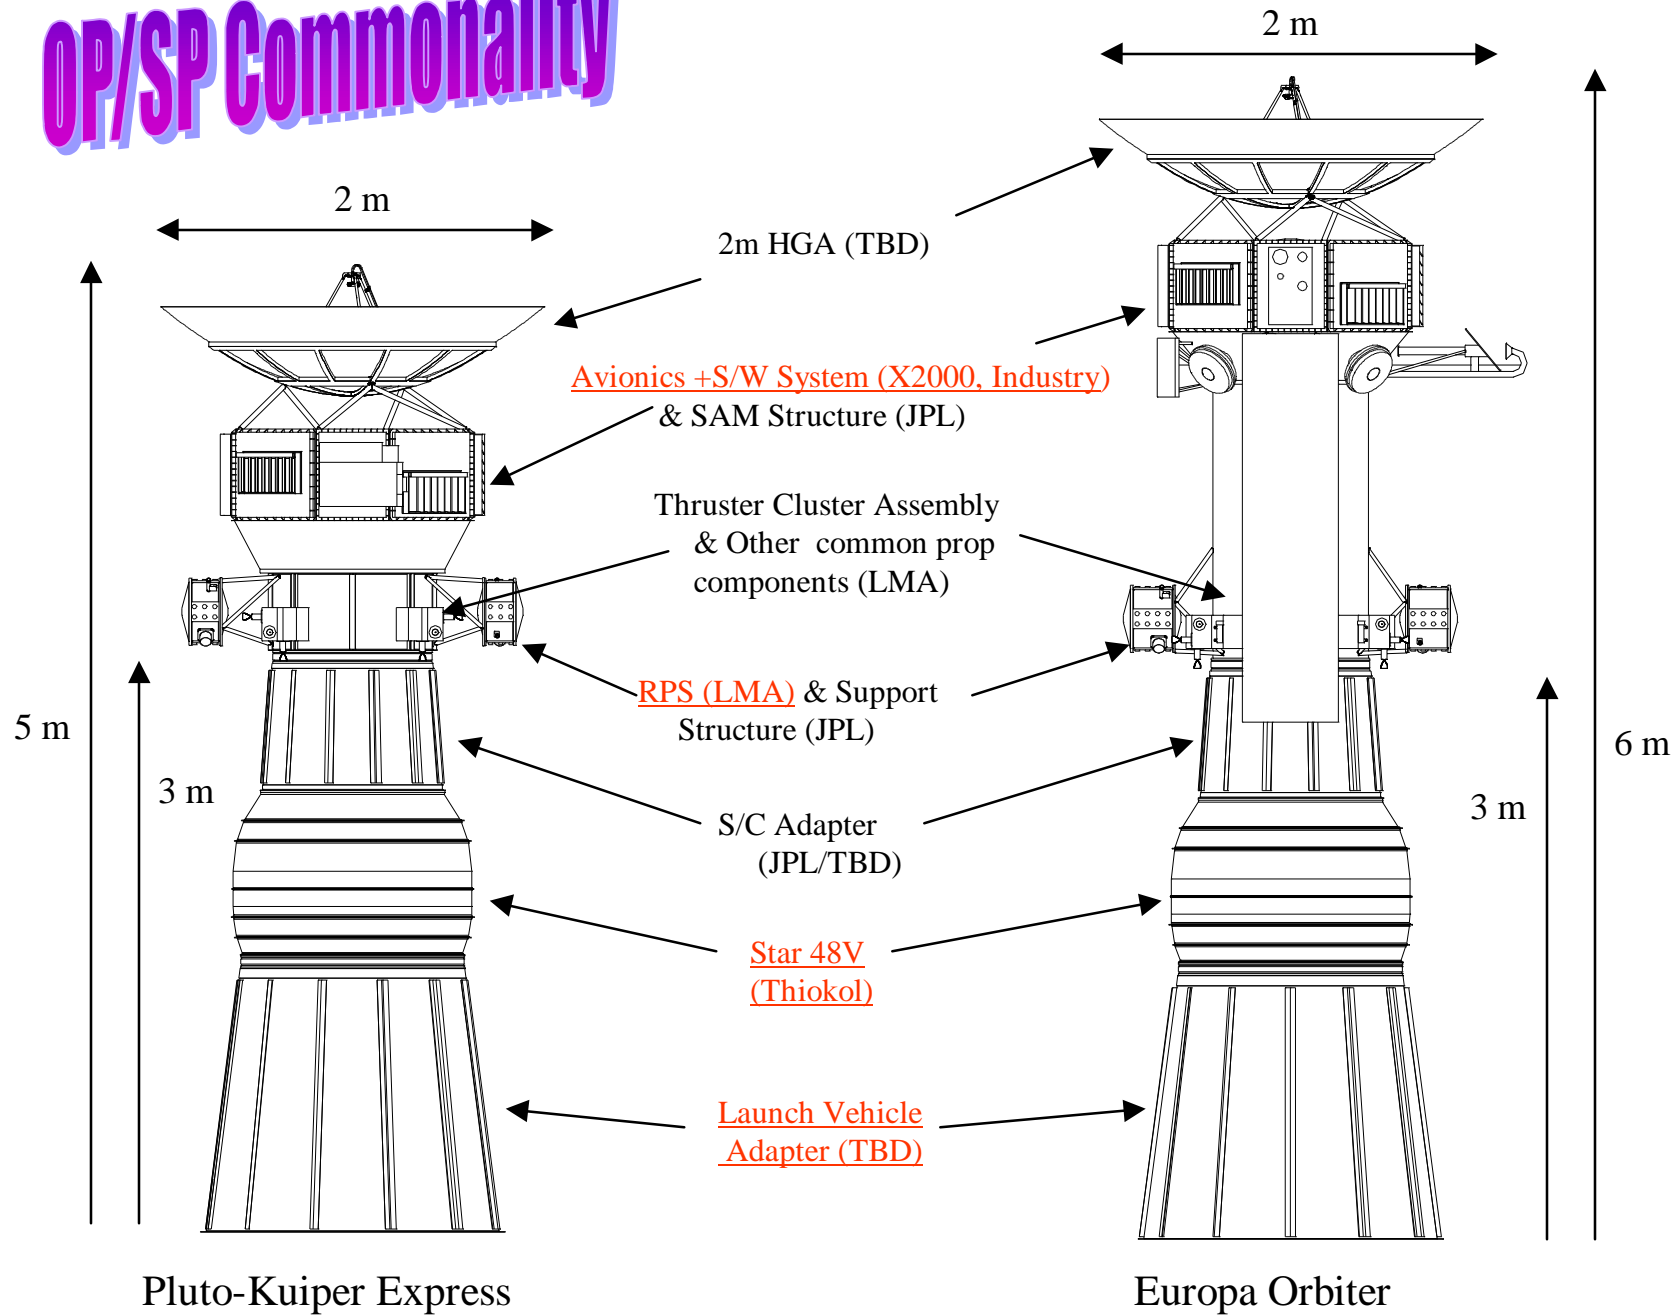 OP/SP Commonality
2 m
2 m
2m HGA (TBD)
Avionics +S/W System (X2000, Industry)
& SAM Structure (JPL)
Thruster Cluster Assembly
& Other common prop
components (LMA)
RPS (LMA) & Support
Structure (JPL)
5 m
3 m
S/C Adapter
(JPL/TBD)
3 m
6 m
Star 48V
(Thiokol)
Launch Vehicle
Adapter (TBD)
Pluto-Kuiper Express
Europa Orbiter